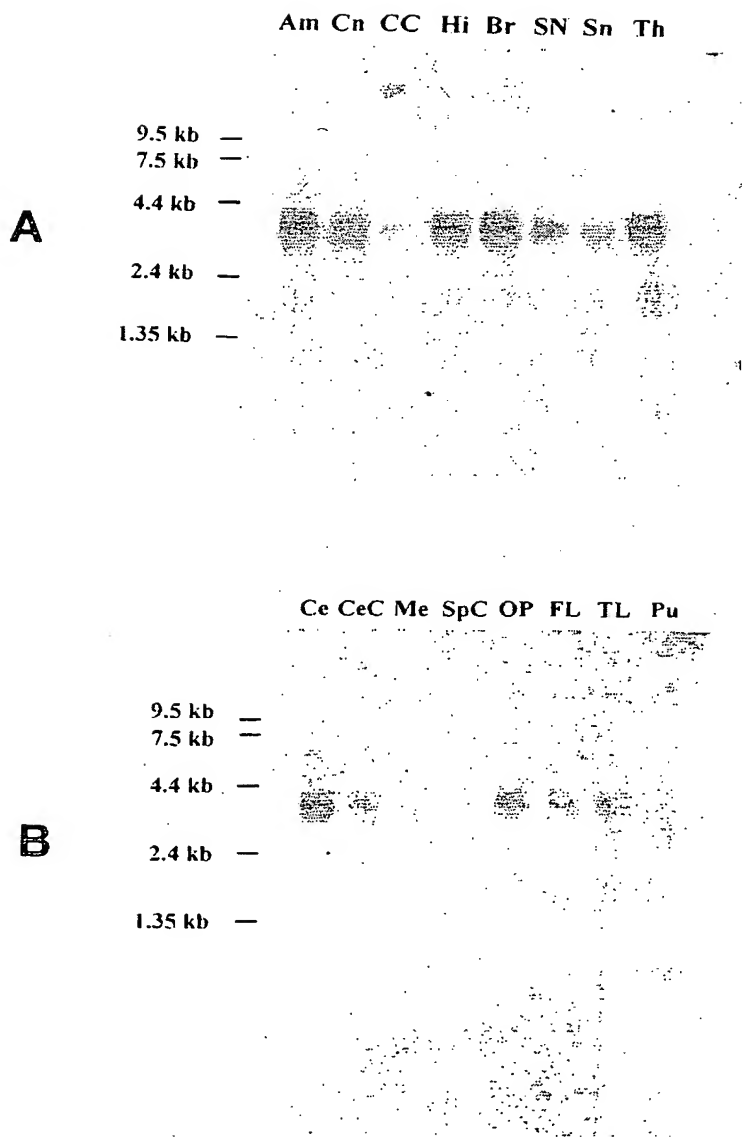 Am Cn CC Hi Br SN Sn Th
9.5 kb
7.5 kb
4.4 kb
A
2.4 kb
1.35 kb
Ce CeC Me SpC OP FL TL Pu
9.5 kb
7.5 kb
4.4 kb
B
2.4 kb
1.35 kb